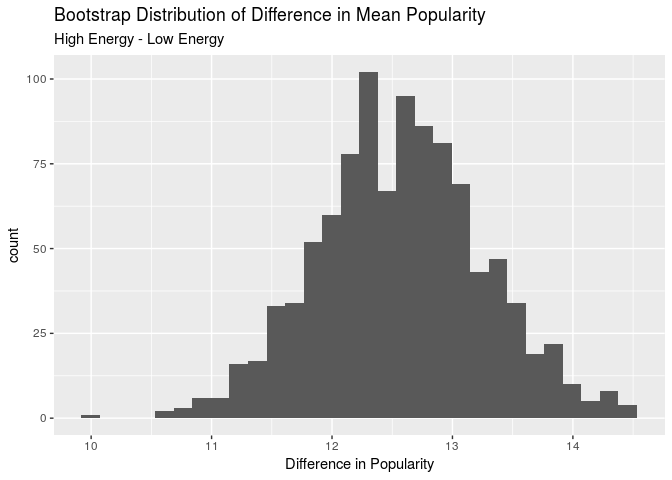 Bootstrap Distribution of Difference in Mean Popularity
High Energy - Low Energy
100
75
50
25
0
count
10 11 12 13 14
Difference in Popularity